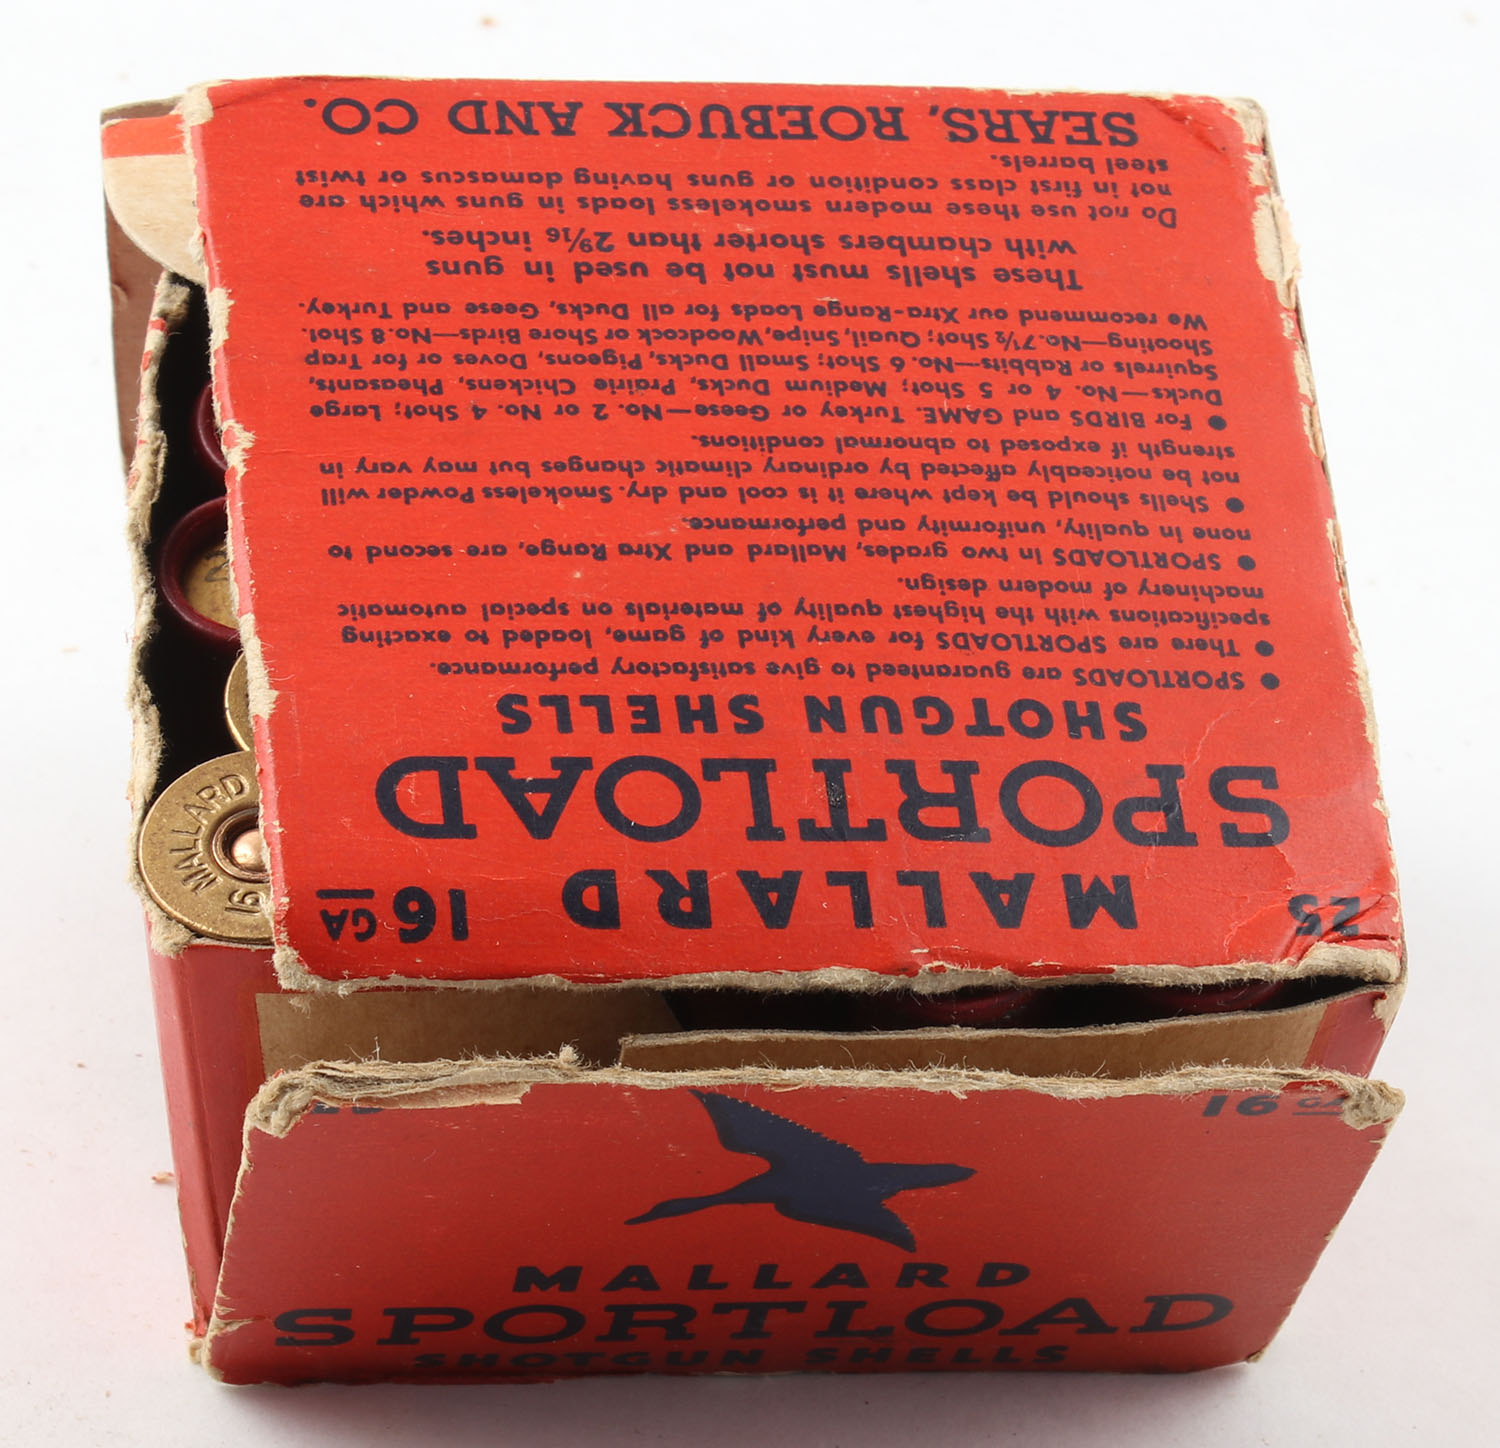 25 MALLARD 16 GA
SPORTLOAD
SHOTGUN SHELLS
● SPORTLOADS are guaranteed to give satisfactory performance.
● There are SPORTLOADS for every kind of game, loaded to exacting
specifications with the highest quality of materials on special automatic
machinery of modern design.
● SPORTLOADS in two grades, Mallard and Xtra Range, are second to
none in quality, uniformity and performance.
● Shells should be kept where it is cool and dry. Smokeless Powder will
not be noticeably affected by ordinary climatic changes but may vary in
strength if exposed to abnormal conditions.
● For BIRDS and GAME. Turkey or Geese—No. 2 or No. 4 Shot; Large
Ducks—No. 4 or 5 Shot; Medium Ducks, Prairie Chickens, Pheasants,
Squirrels or Rabbits—No. 6 Shot; Small Ducks, Pigeons, Doves or for Trap
Shooting—No. 7½ Shot; Quail, Snipe, Woodcock or Shore Birds—No. 8 Shot.
We recommend our Xtra-Range Loads for all Ducks, Geese and Turkey.
These shells must not be used in guns
with chambers shorter than 2 9/16 inches.
Do not use these modern smokeless loads in guns which are
not in first class condition or guns having damascus or twist
steel barrels.
SEARS, ROEBUCK AND CO.
MALLARD
16
16 GA
MALLARD
SPORTLOAD
SHOTGUN SHELLS